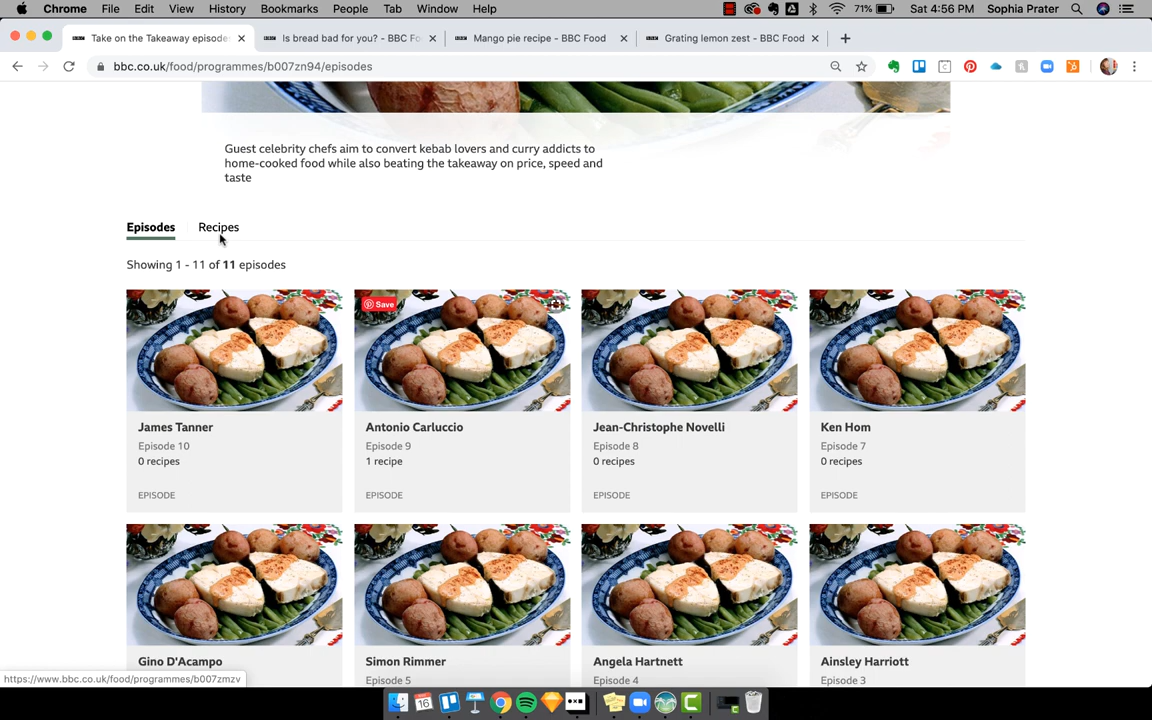 Chrome File Edit View History Bookmarks People Tab Window Help 71% Sat 4:56 PM Sophia Prater
Take on the Takeaway episode Is bread bad for you? - BBC Fo Mango pie recipe - BBC Food Grating lemon zest - BBC Food
bbc.co.uk/food/programmes/b007zn94/episodes
Guest celebrity chefs aim to convert kebab lovers and curry addicts to
home-cooked food while also beating the takeaway on price, speed and
taste
Episodes Recipes
Showing 1 - 11 of 11 episodes
Save
James Tanner Antonio Carluccio Jean-Christophe Novelli Ken Hom
Episode 10 Episode 9 Episode 8 Episode 7
0 recipes 1 recipe 0 recipes 0 recipes
EPISODE EPISODE EPISODE EPISODE
Gino D'Acampo Simon Rimmer Angela Hartnett Ainsley Harriott
Episode 5 Episode 4 Episode 3
https://www.bbc.co.uk/food/programmes/b007zmzv
16